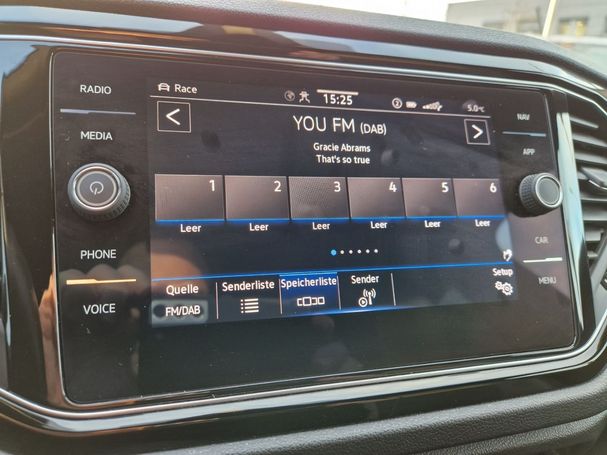 RADIO
MEDIA
PHONE
VOICE
Race
15:25
5.0°C
YOU FM (DAB)
Gracie Abrams
That's so true
1 2 3 4 5 6
Leer Leer Leer Leer Leer Leer
Setup
Quelle Senderliste Speicherliste Sender
FM/DAB
NAV
APP
CAR
MENU